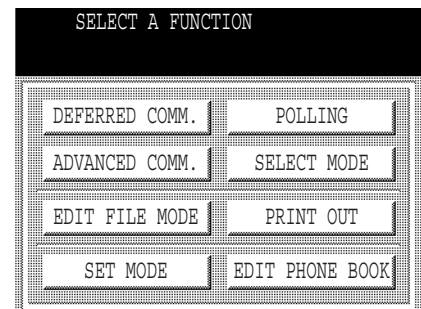 SELECT A FUNCTION
DEFERRED COMM. POLLING
ADVANCED COMM. SELECT MODE
EDIT FILE MODE PRINT OUT
SET MODE EDIT PHONE BOOK